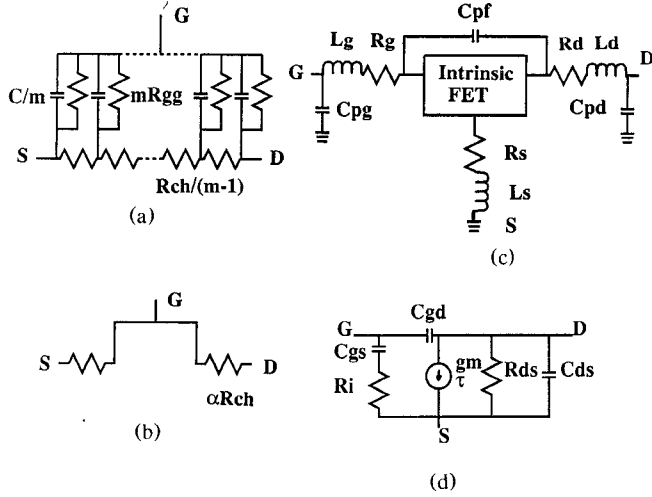 G
C/m
mRgg
S
D
Rch/(m-1)
(a)
Cpf
Lg
Rg
Rd
Ld
G
D
Intrinsic
FET
Cpg
Cpd
Rs
Ls
S
(c)
G
S
D
αRch
(b)
Cgd
G
D
Cgs
gm
τ
Rds
Cds
Ri
S
(d)